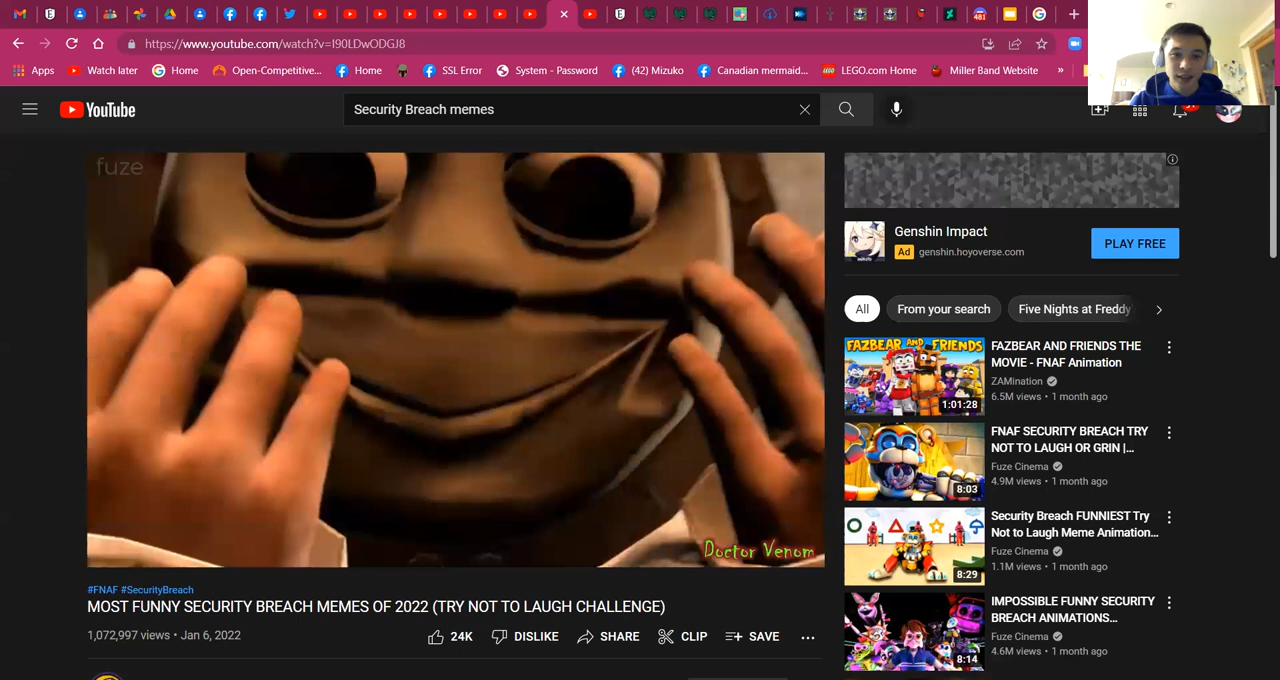 481
https://www.youtube.com/watch?v=I90LDwODGJ8
Apps
Watch later
Home
Open-Competitive...
Home
SSL Error
System - Password
(42) Mizuko
Canadian mermaid...
LEGO.com Home
Miller Band Website
»
YouTube
Security Breach memes
fuze
Doctor Venom
Genshin Impact
Ad genshin.hoyoverse.com
PLAY FREE
All
From your search
Five Nights at Freddy
FAZBEAR AND FRIENDS
1:01:28
FAZBEAR AND FRIENDS THE
MOVIE - FNAF Animation
ZAMination
6.5M views • 1 month ago
8:03
FNAF SECURITY BREACH TRY
NOT TO LAUGH OR GRIN |...
Fuze Cinema
4.9M views • 1 month ago
8:29
Security Breach FUNNIEST Try
Not to Laugh Meme Animation...
Fuze Cinema
1.1M views • 1 month ago
8:14
IMPOSSIBLE FUNNY SECURITY
BREACH ANIMATIONS...
Fuze Cinema
4.6M views • 1 month ago
#FNAF #SecurityBreach
MOST FUNNY SECURITY BREACH MEMES OF 2022 (TRY NOT TO LAUGH CHALLENGE)
1,072,997 views • Jan 6, 2022
24K
DISLIKE
SHARE
CLIP
SAVE